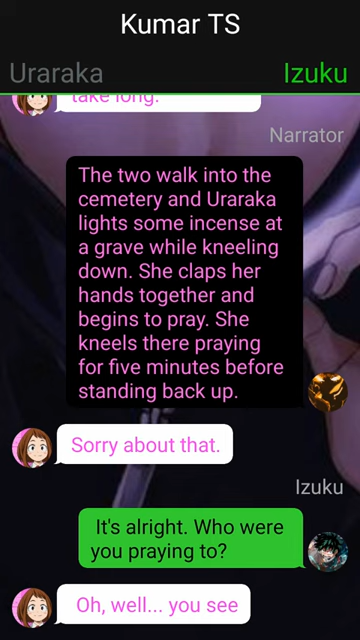 Kumar TS
Uraraka
Izuku
take long.
Narrator
The two walk into the
cemetery and Uraraka
lights some incense at
a grave while kneeling
down. She claps her
hands together and
begins to pray. She
kneels there praying
for five minutes before
standing back up.
Sorry about that.
Izuku
It's alright. Who were
you praying to?
Oh, well... you see